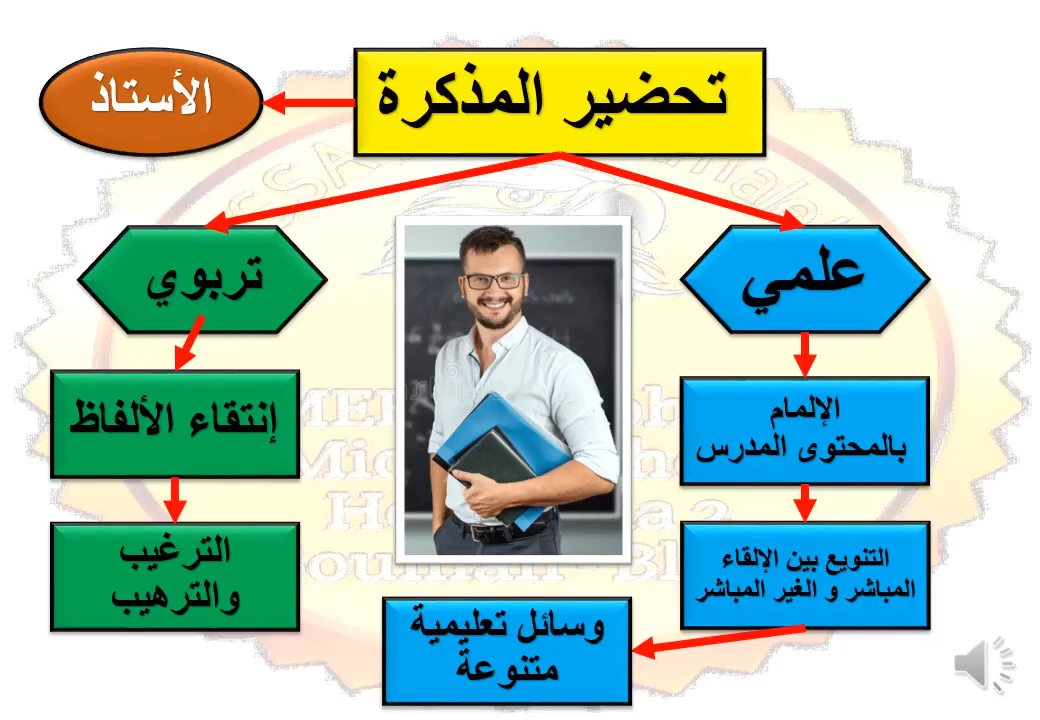 تحضير المذكرة
الأستاذ
علمي
تربوي
الإلمام
بالمحتوى المدرس
إنتقاء الألفاظ
التنويع بين الإلقاء
المباشر و الغير المباشر
الترغيب
والترهيب
وسائل تعليمية
متنوعة